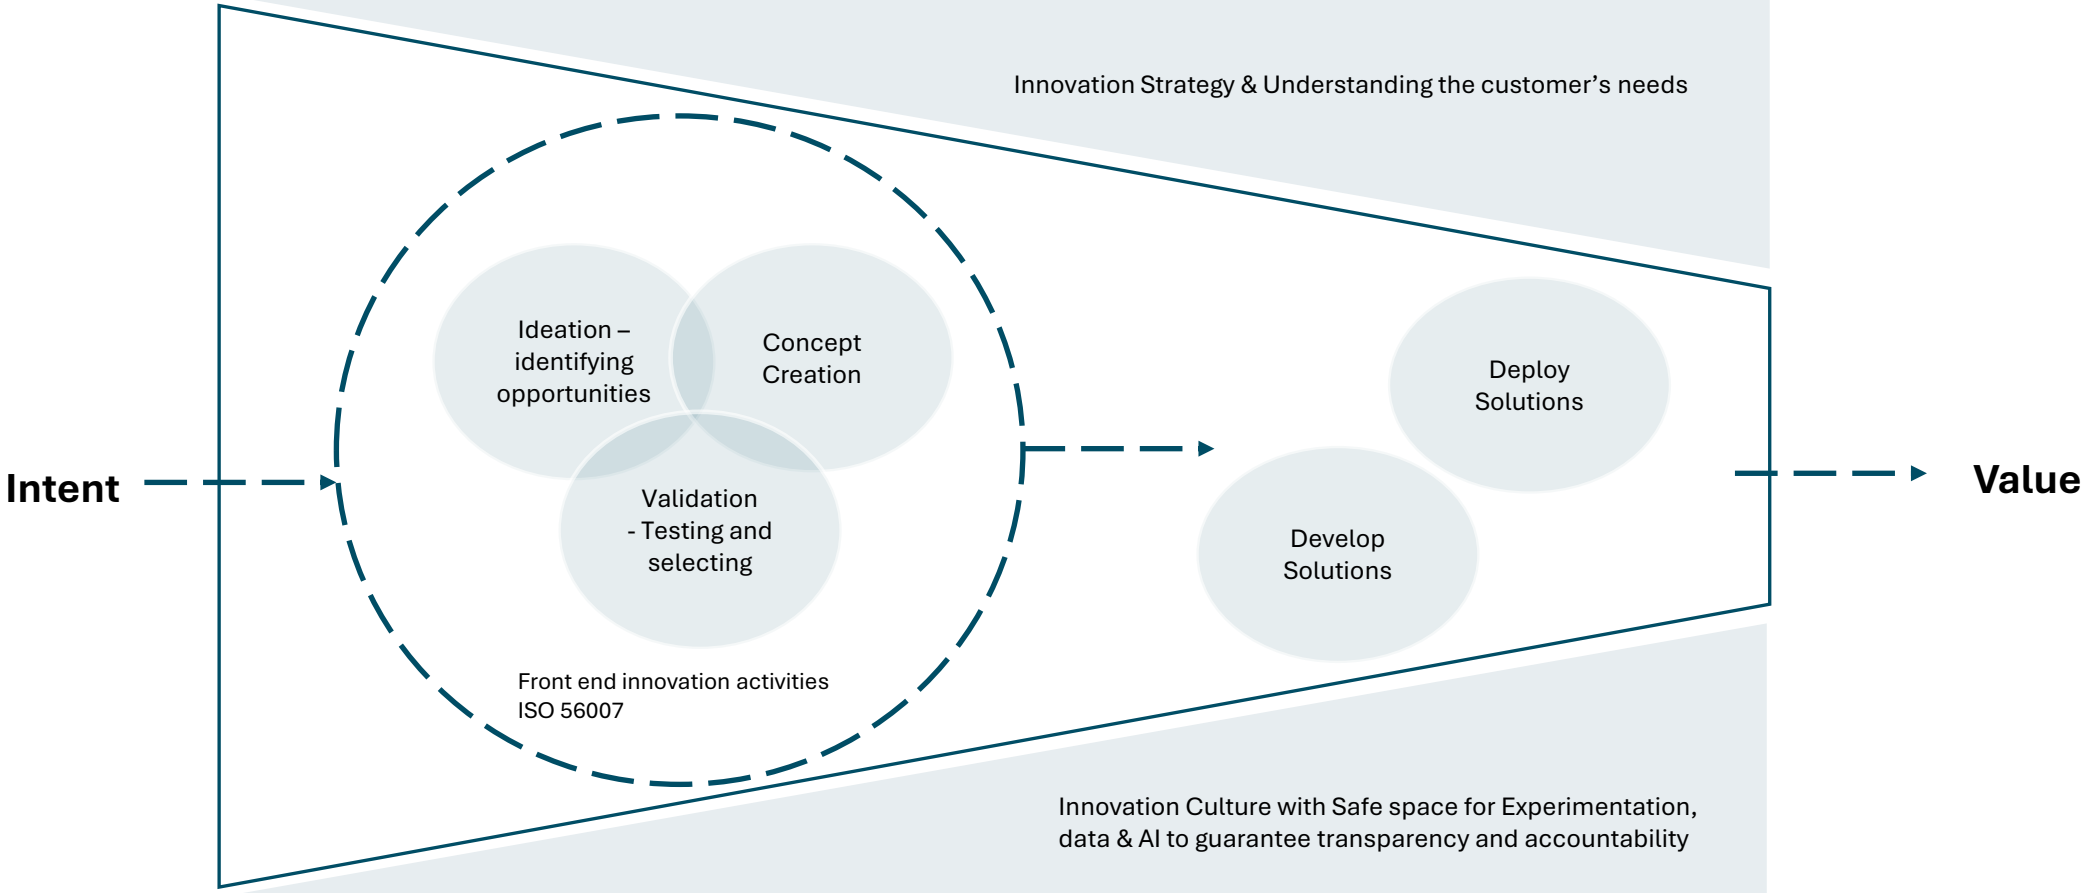 Innovation Strategy & Understanding the customer's needs
Ideation –
identifying
opportunities
Concept
Creation
Validation
- Testing and
selecting
Front end innovation activities
ISO 56007
Intent
Deploy
Solutions
Develop
Solutions
Value
Innovation Culture with Safe space for Experimentation,
data & AI to guarantee transparency and accountability